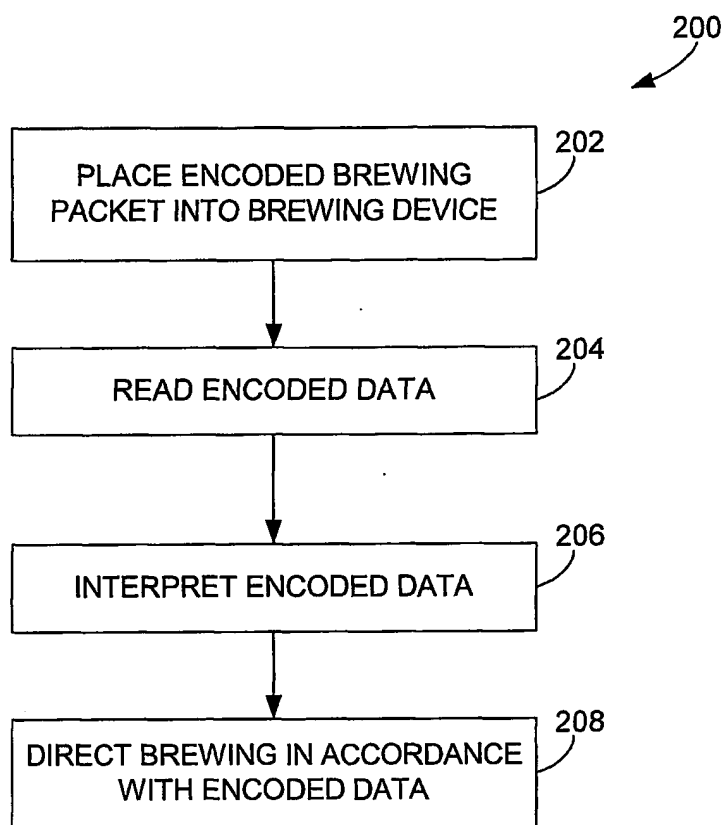 200
PLACE ENCODED BREWING
PACKET INTO BREWING DEVICE
202
READ ENCODED DATA
204
INTERPRET ENCODED DATA
206
DIRECT BREWING IN ACCORDANCE
WITH ENCODED DATA
208